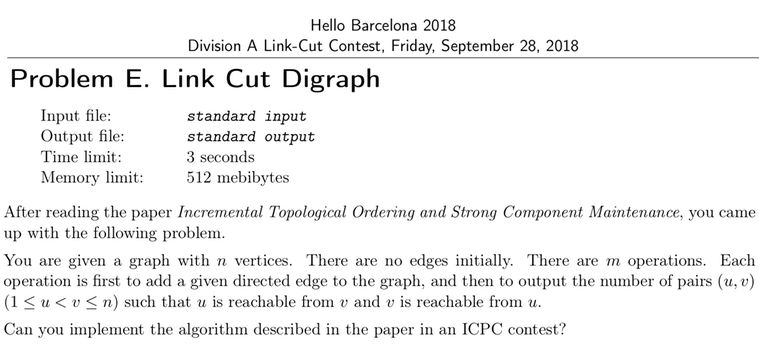 Hello Barcelona 2018
Division A Link-Cut Contest, Friday, September 28, 2018
Problem E. Link Cut Digraph
Input file: standard input
Output file: standard output
Time limit: 3 seconds
Memory limit: 512 mebibytes
After reading the paper Incremental Topological Ordering and Strong Component Maintenance, you came
up with the following problem.
You are given a graph with n vertices. There are no edges initially. There are m operations. Each
operation is first to add a given directed edge to the graph, and then to output the number of pairs (u, v)
(1 ≤ u < v ≤ n) such that u is reachable from v and v is reachable from u.
Can you implement the algorithm described in the paper in an ICPC contest?